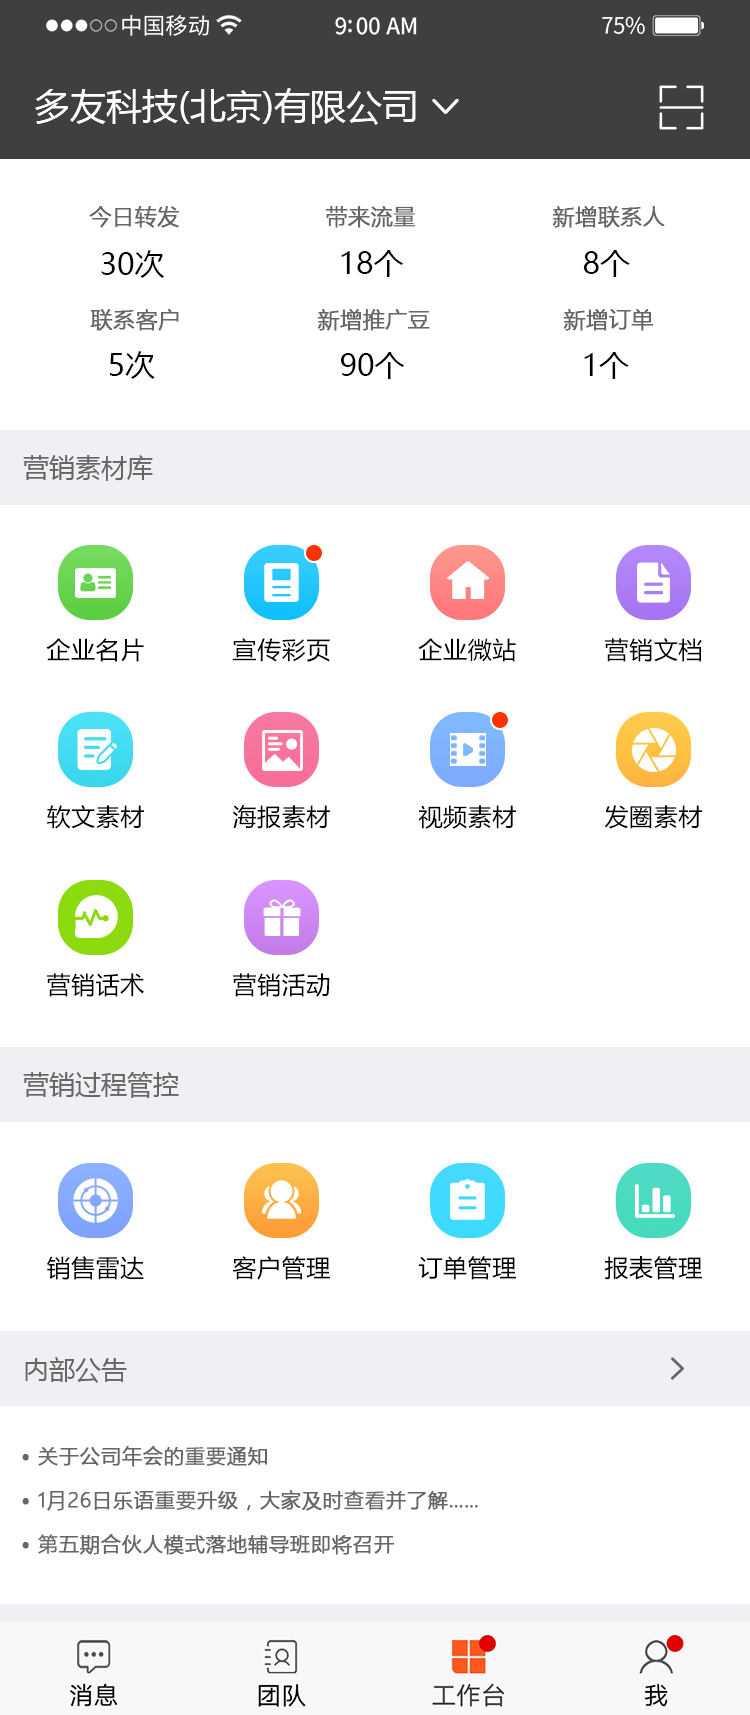 中国移动 9:00 AM 75%
多友科技(北京)有限公司
今日转发 带来流量 新增联系人
30次 18个 8个
联系客户 新增推广豆 新增订单
5次 90个 1个
营销素材库
企业名片 宣传彩页 企业微站 营销文档
软文素材 海报素材 视频素材 发圈素材
营销话术 营销活动
营销过程管控
销售雷达 客户管理 订单管理 报表管理
内部公告
• 关于公司年会的重要通知
• 1月26日乐语重要升级，大家及时查看并了解......
• 第五期合伙人模式落地辅导班即将召开
消息 团队 工作台 我